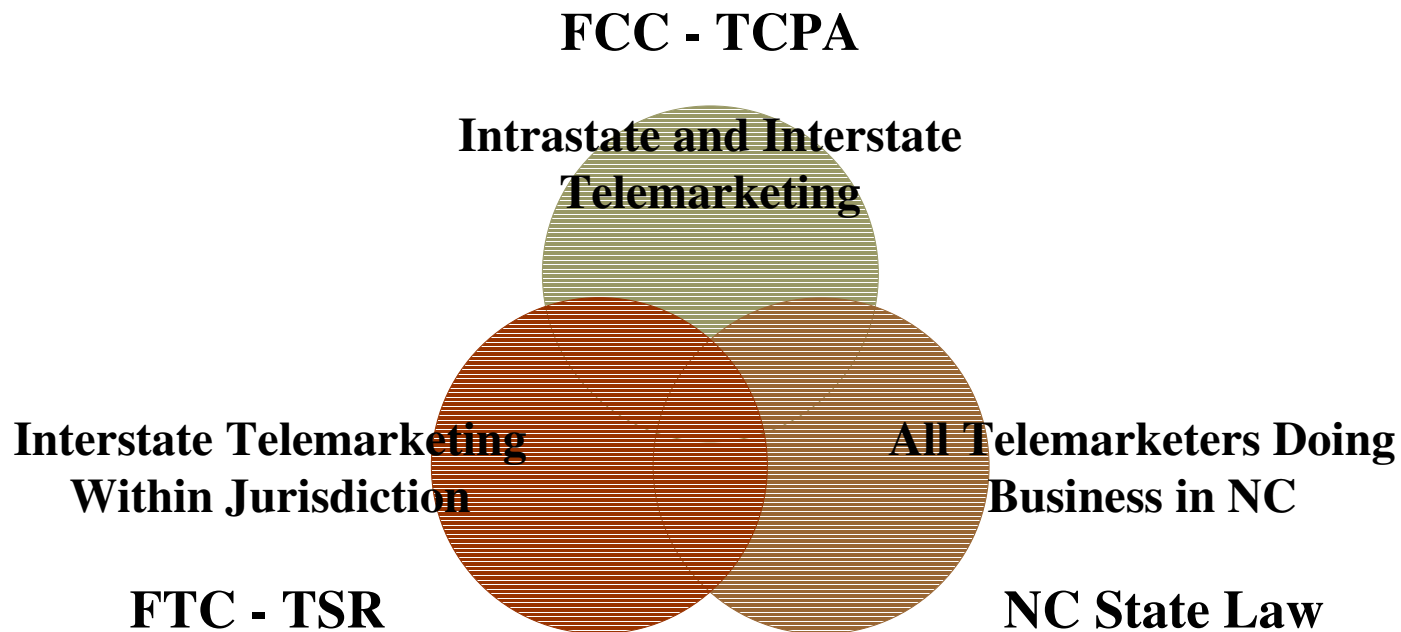 FCC - TCPA
Intrastate and Interstate
Telemarketing
Interstate Telemarketing
Within Jurisdiction
All Telemarketers Doing
Business in NC
FTC - TSR
NC State Law